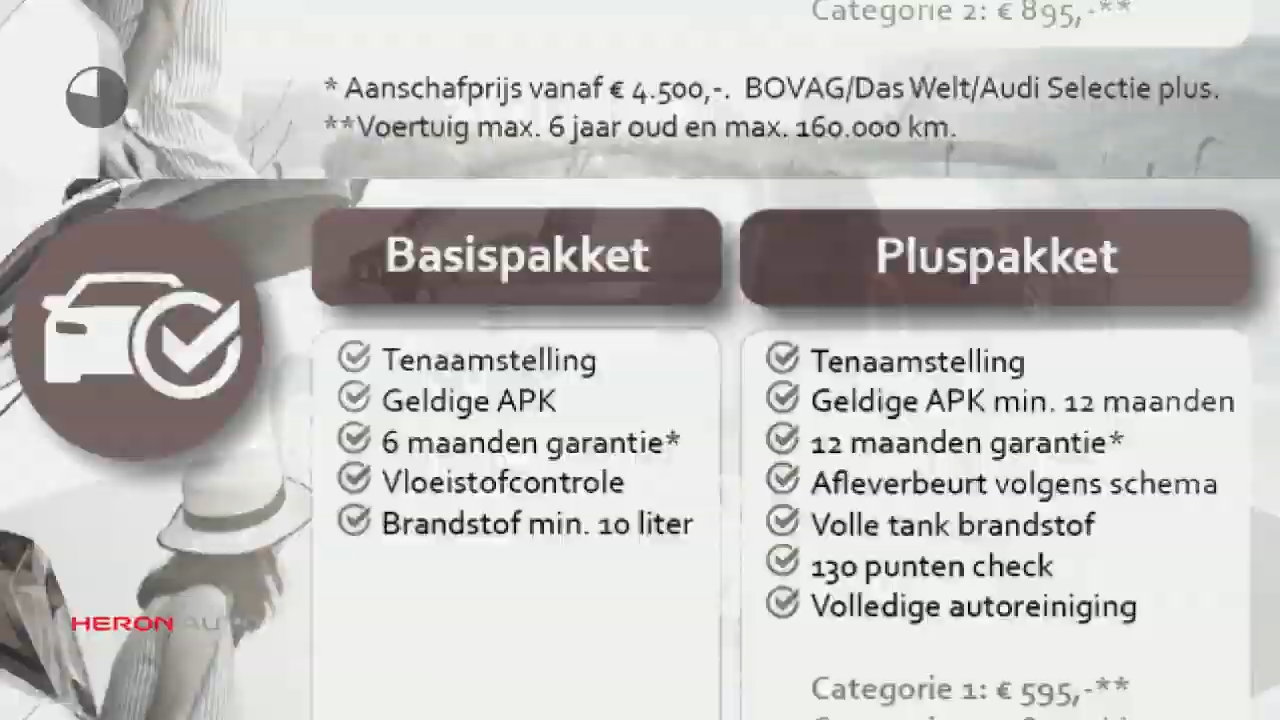 Categorie 2: € 895,-**
* Aanschafprijs vanaf € 4.500,-. BOVAG/Das Welt/Audi Selectie plus.
**Voertuig max. 6 jaar oud en max. 160.000 km.
Basispakket
Tenaamstelling
Geldige APK
6 maanden garantie*
Vloeistofcontrole
Brandstof min. 10 liter
Pluspakket
Tenaamstelling
Geldige APK min. 12 maanden
12 maanden garantie*
Afleverbeurt volgens schema
Volle tank brandstof
130 punten check
Volledige autoreiniging
Categorie 1: € 595,-**
HERON AUTO